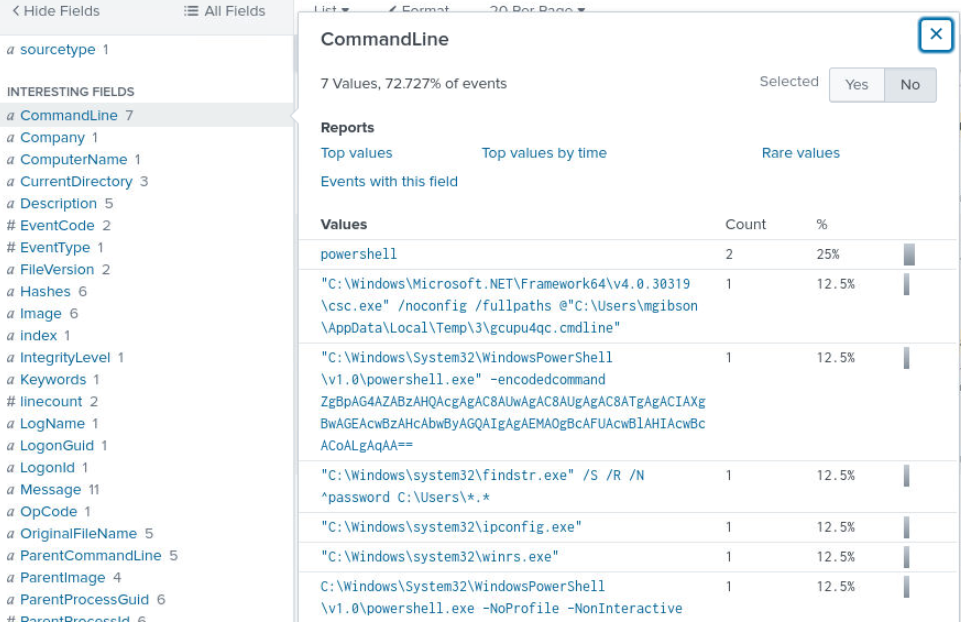 Hide Fields
All Fields
List
Format
20 Per Page
a sourcetype 1
INTERESTING FIELDS
a CommandLine 7
a Company 1
a ComputerName 1
a CurrentDirectory 3
a Description 5
# EventCode 2
# EventType 1
a FileVersion 2
a Hashes 6
a Image 6
a index 1
a IntegrityLevel 1
a Keywords 1
# linecount 2
a LogName 1
a LogonGuid 1
a LogonId 1
a Message 11
a OpCode 1
a OriginalFileName 5
a ParentCommandLine 5
a ParentImage 4
a ParentProcessGuid 6
# ParentProcessId 6
CommandLine
7 Values, 72.727% of events
Selected Yes No
Reports
Top values Top values by time Rare values
Events with this field
Values Count %
powershell 2 25%
"C:\Windows\Microsoft.NET\Framework64\v4.0.30319 1 12.5%
\csc.exe" /noconfig /fullpaths @"C:\Users\mgibson
\AppData\Local\Temp\3\gcupu4qc.cmdline"
"C:\Windows\System32\WindowsPowerShell 1 12.5%
\v1.0\powershell.exe" -encodedcommand
ZgBpAG4AZABzAHQAcgAgAC8AUwAgAC8AUgAgAC8ATgAgACIAXg
BwAGEAcwBzAHcAbwByAGQAIgAgAEMAOgBcAFUAcwBlAHIAcwBc
ACoALgAqAA==
"C:\Windows\system32\findstr.exe" /S /R /N 1 12.5%
^password C:\Users\*.*
"C:\Windows\system32\ipconfig.exe" 1 12.5%
"C:\Windows\system32\winrs.exe" 1 12.5%
C:\Windows\System32\WindowsPowerShell 1 12.5%
\v1.0\powershell.exe -NoProfile -NonInteractive